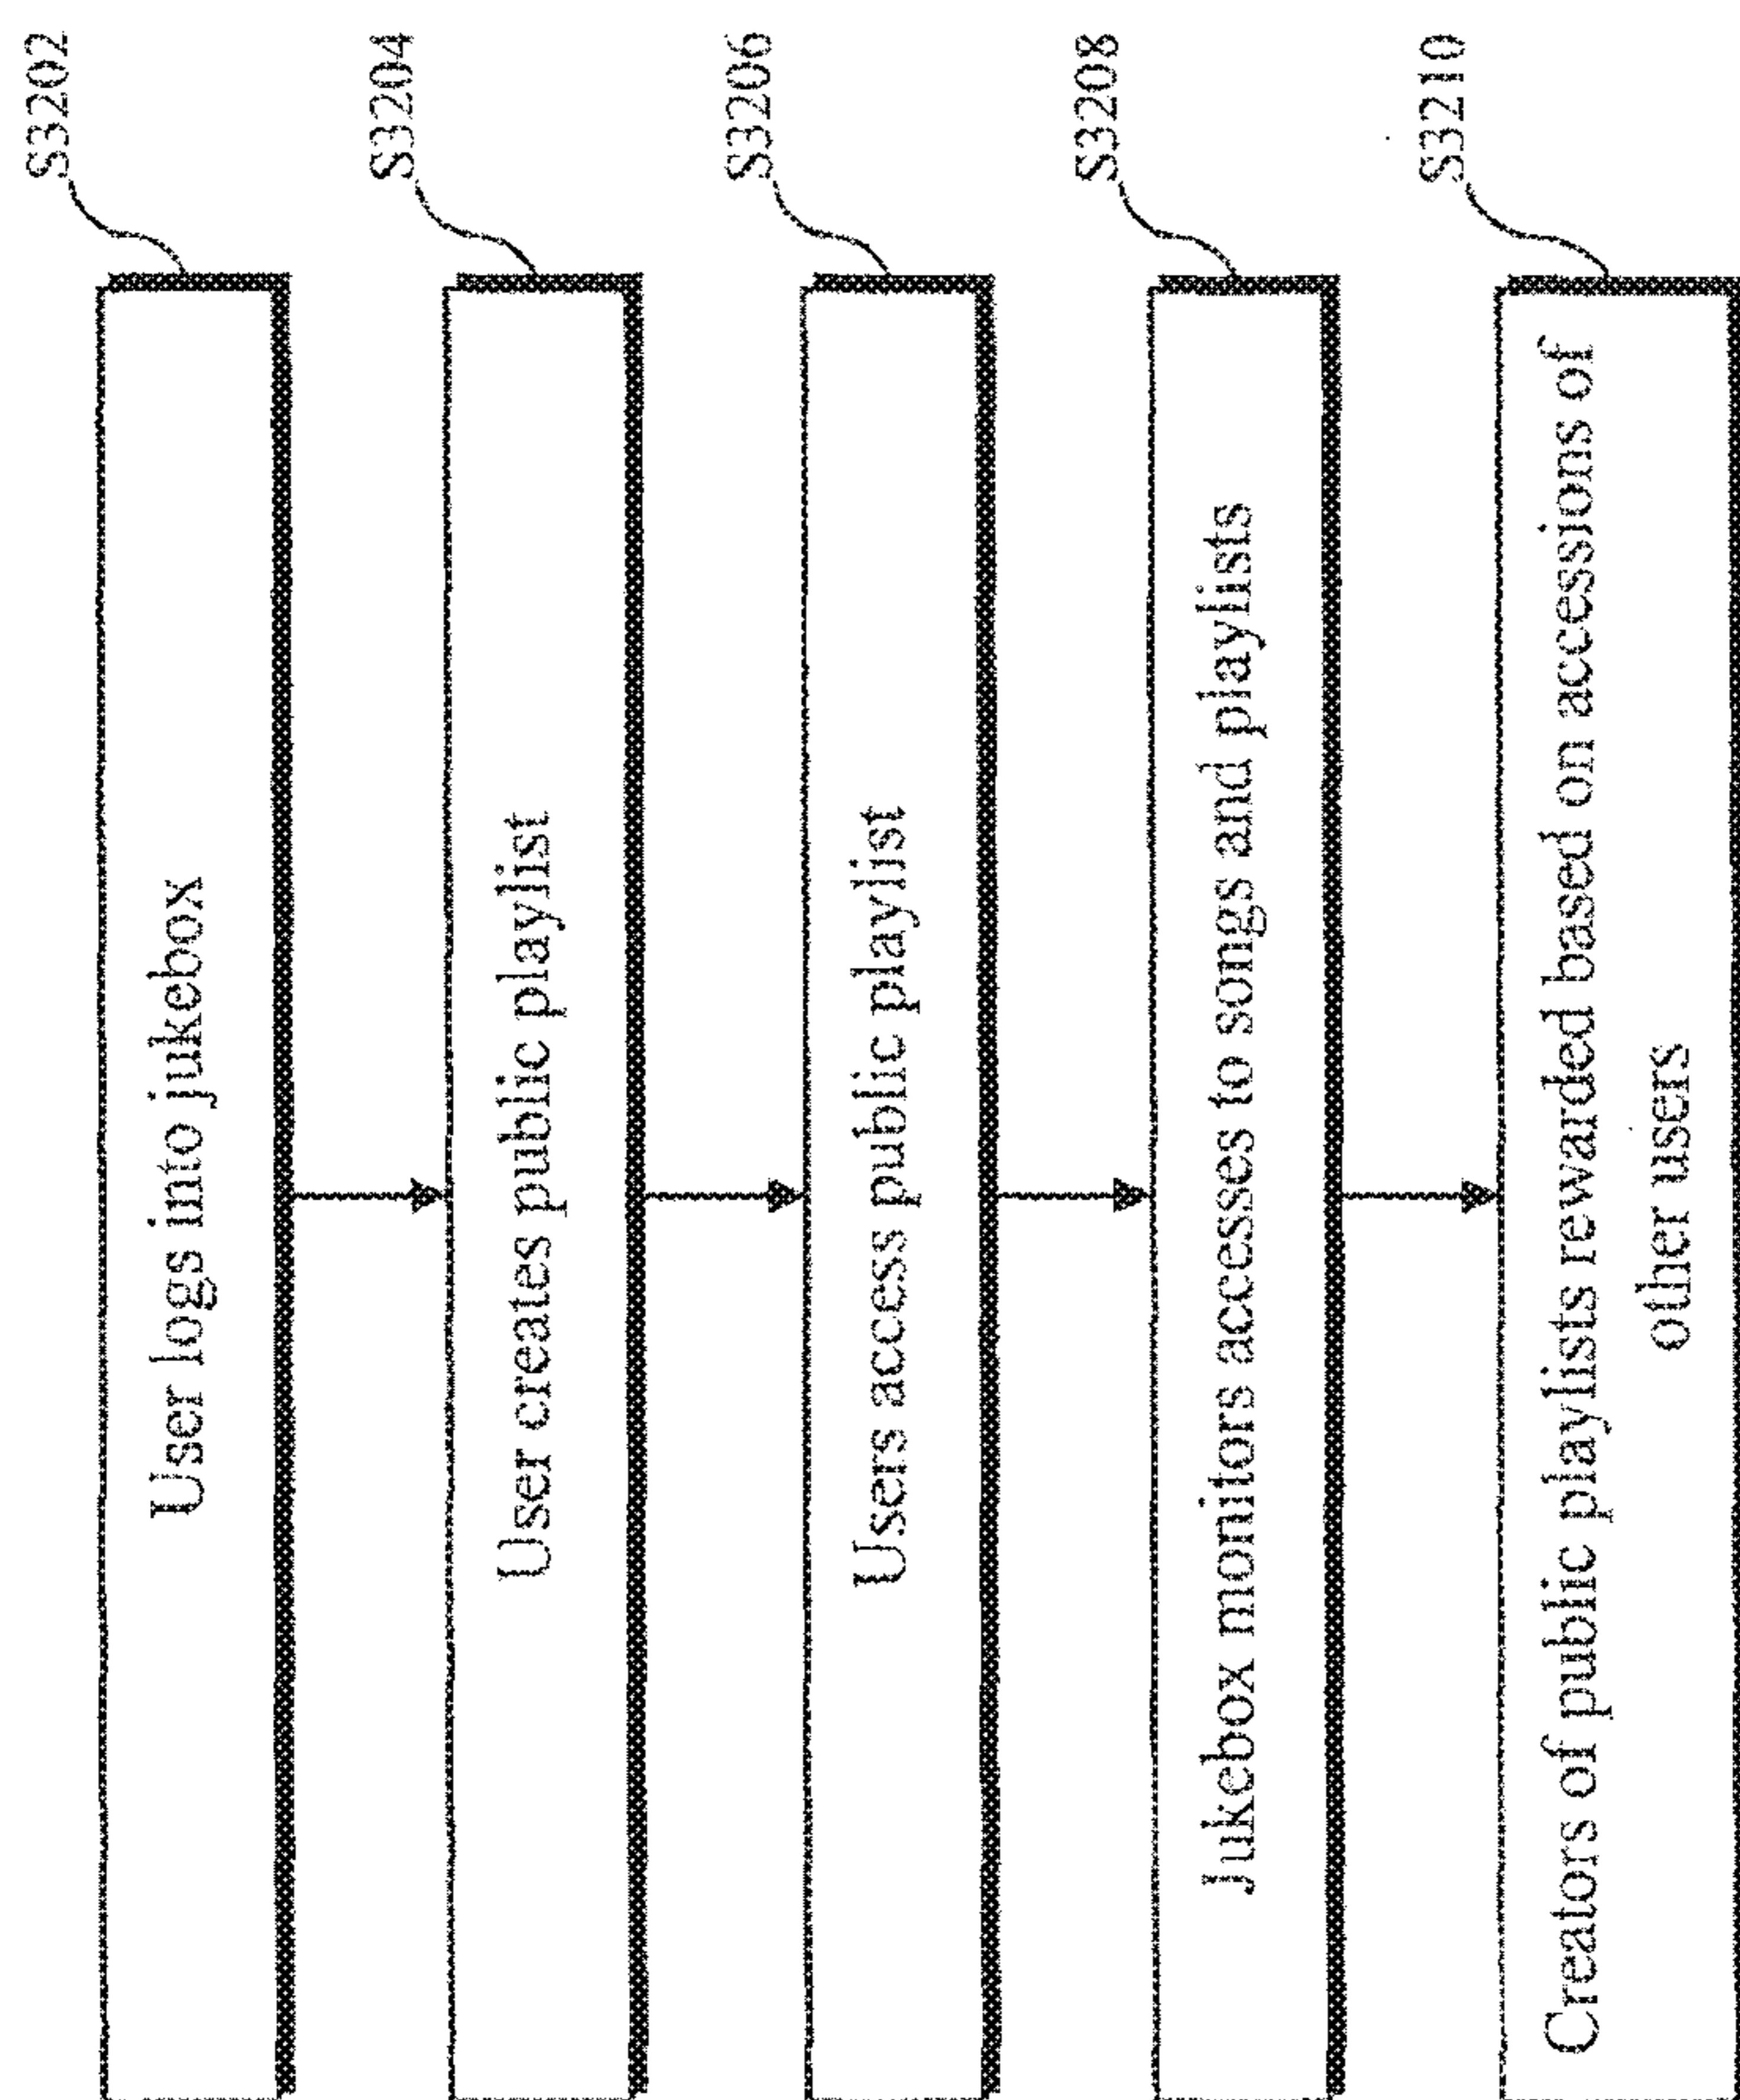 S3202
User logs into jukebox
S3204
User creates public playlist
S3206
Users access public playlist
S3208
Jukebox monitors accesses to songs and playlists
S3210
Creators of public playlists rewarded based on accessions of
other users